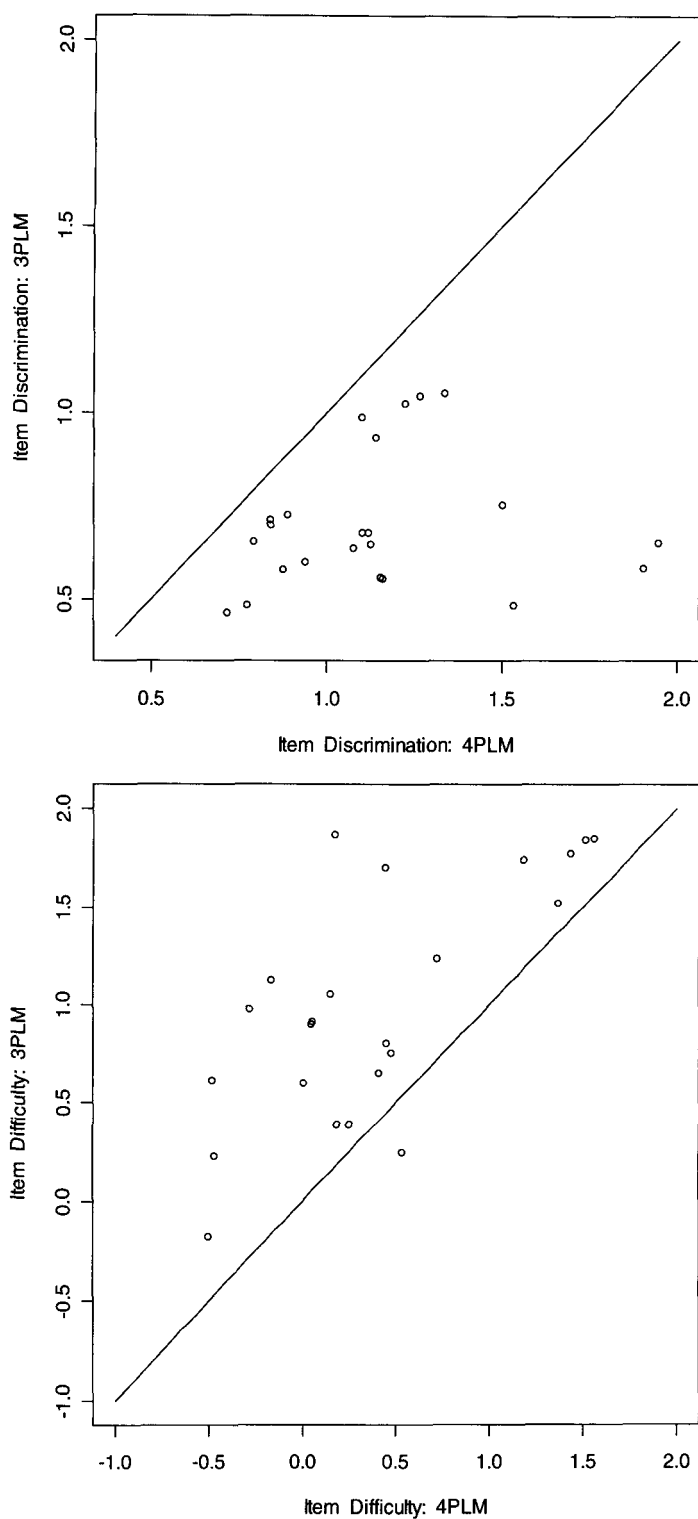 2.0
1.5
1.0
0.5
Item Discrimination: 3PLM
0.5 1.0 1.5 2.0
Item Discrimination: 4PLM
2.0
1.5
1.0
0.5
0.0
-0.5
-1.0
Item Difficulty: 3PLM
-1.0 -0.5 0.0 0.5 1.0 1.5 2.0
Item Difficulty: 4PLM